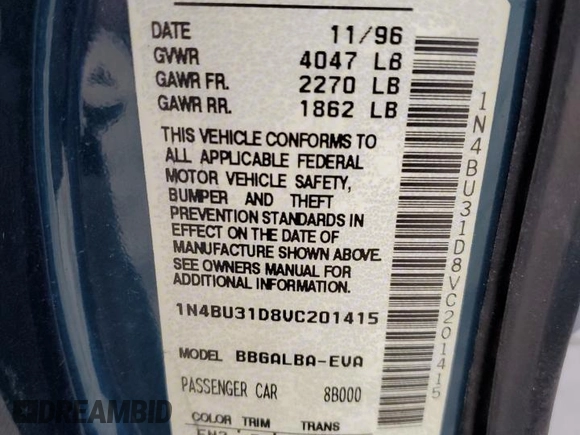 DATE 11/96
GVWR 4047 LB
GAWR FR. 2270 LB
GAWR RR. 1862 LB
THIS VEHICLE CONFORMS TO
ALL APPLICABLE FEDERAL
MOTOR VEHICLE SAFETY,
BUMPER AND THEFT
PREVENTION STANDARDS IN
EFFECT ON THE DATE OF
MANUFACTURE SHOWN ABOVE.
SEE OWNERS MANUAL FOR
ADDITIONAL INFORMATION.
1N4BU31D8VC201415
MODEL BBGALBA-EVA
PASSENGER CAR 8B000
COLOR TRIM TRANS
1N4BU31D8VC201415
DREAMBID